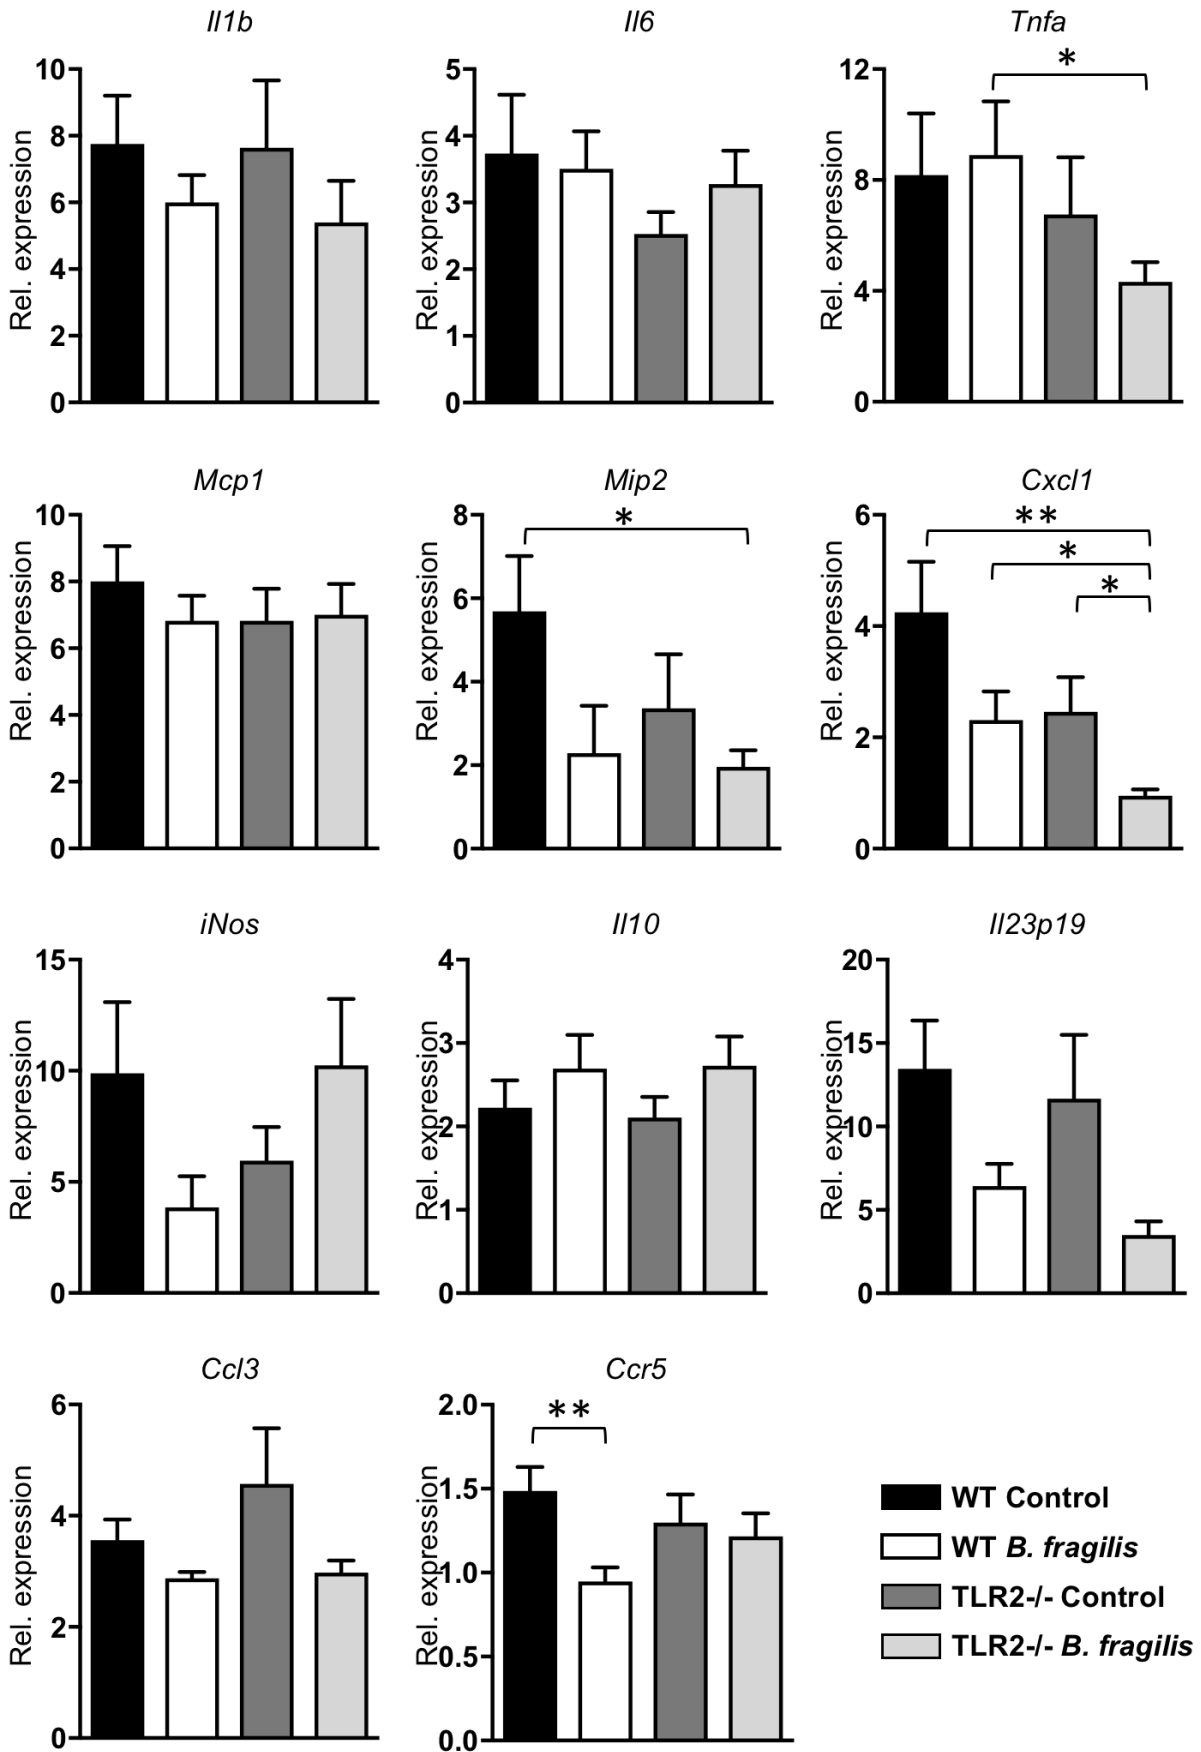 Il1b
Il6
Tnfa
Rel. expression
10
8
6
4
2
0
Rel. expression
5
4
3
2
1
0
Rel. expression
12
8
4
0
*
Mcp1
Mip2
Cxcl1
Rel. expression
10
8
6
4
2
0
Rel. expression
8
6
4
2
0
*
Rel. expression
6
4
2
0
**
*
*
iNos
Il10
Il23p19
Rel. expression
15
10
5
0
Rel. expression
4
3
2
1
0
Rel. expression
20
15
10
5
0
Ccl3
Ccr5
Rel. expression
6
4
2
0
Rel. expression
2.0
1.5
1.0
0.5
0.0
**
WT Control
WT B. fragilis
TLR2-/- Control
TLR2-/- B. fragilis